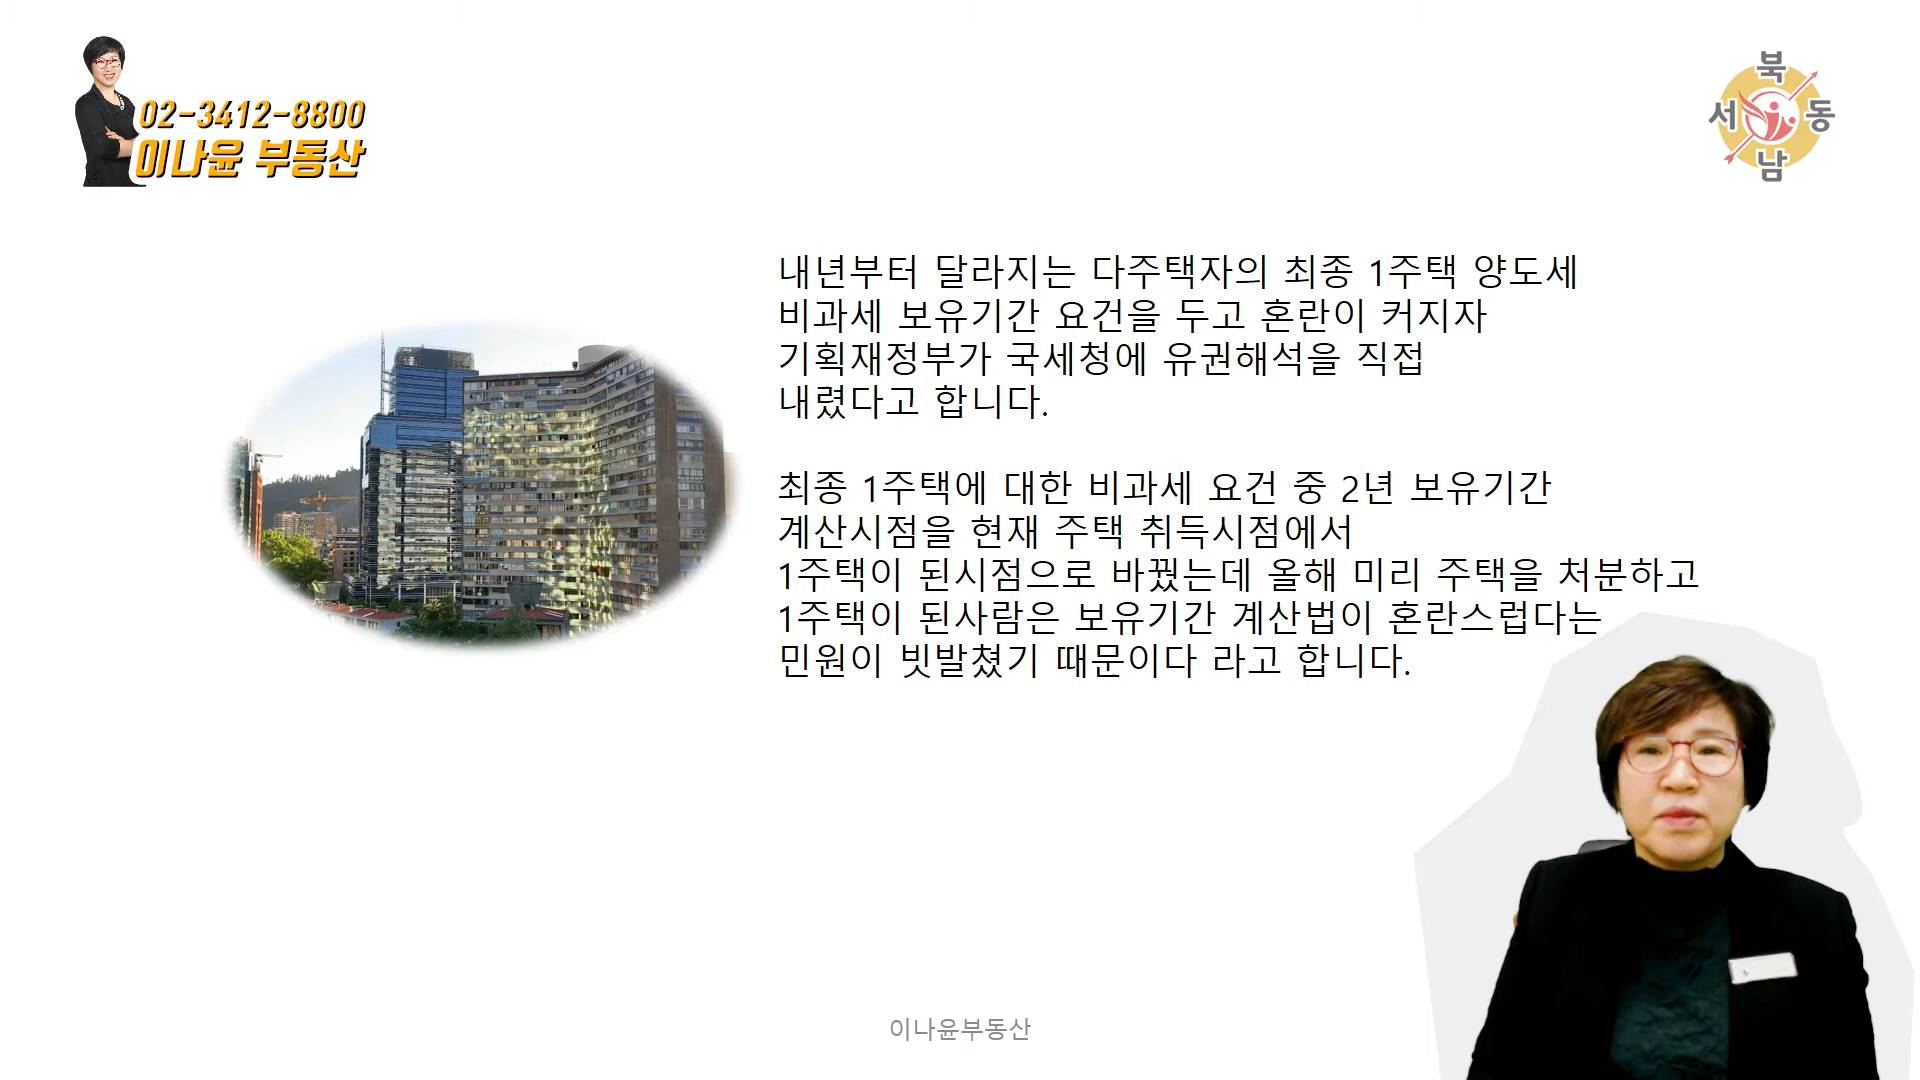 02-3412-8800
이나윤 부동산
북
서 동
남
내년부터 달라지는 다주택자의 최종 1주택 양도세
비과세 보유기간 요건을 두고 혼란이 커지자
기획재정부가 국세청에 유권해석을 직접
내렸다고 합니다.
최종 1주택에 대한 비과세 요건 중 2년 보유기간
계산시점을 현재 주택 취득시점에서
1주택이 된시점으로 바꿨는데 올해 미리 주택을 처분하고
1주택이 된사람은 보유기간 계산법이 혼란스럽다는
민원이 빗발쳤기 때문이다 라고 합니다.
이나윤부동산